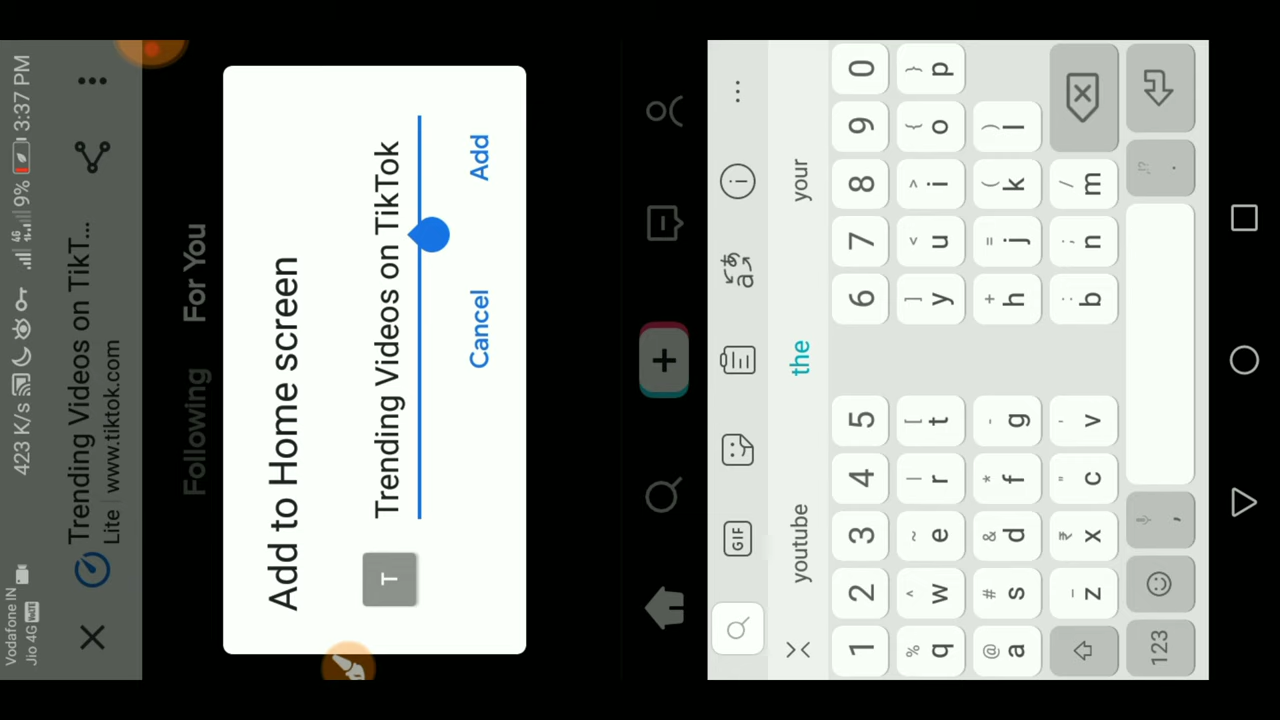 Vodafone IN
Jio 4G VoWiFi
423 K/s
4G
9%
3:37 PM
Trending Videos on TikT...
Lite | www.tiktok.com
Following
For You
Add to Home screen
T
Trending Videos on TikTok
Cancel
Add
GIF
youtube
the
your
1 2 3 4 5 6 7 8 9 0
% ^ ~ | [ ] < > { }
q w e r t y u i o p
@ # & * - + = ( )
a s d f g h j k l
_ ₹ " ' : ; /
z x c v b n m
123 , !? .